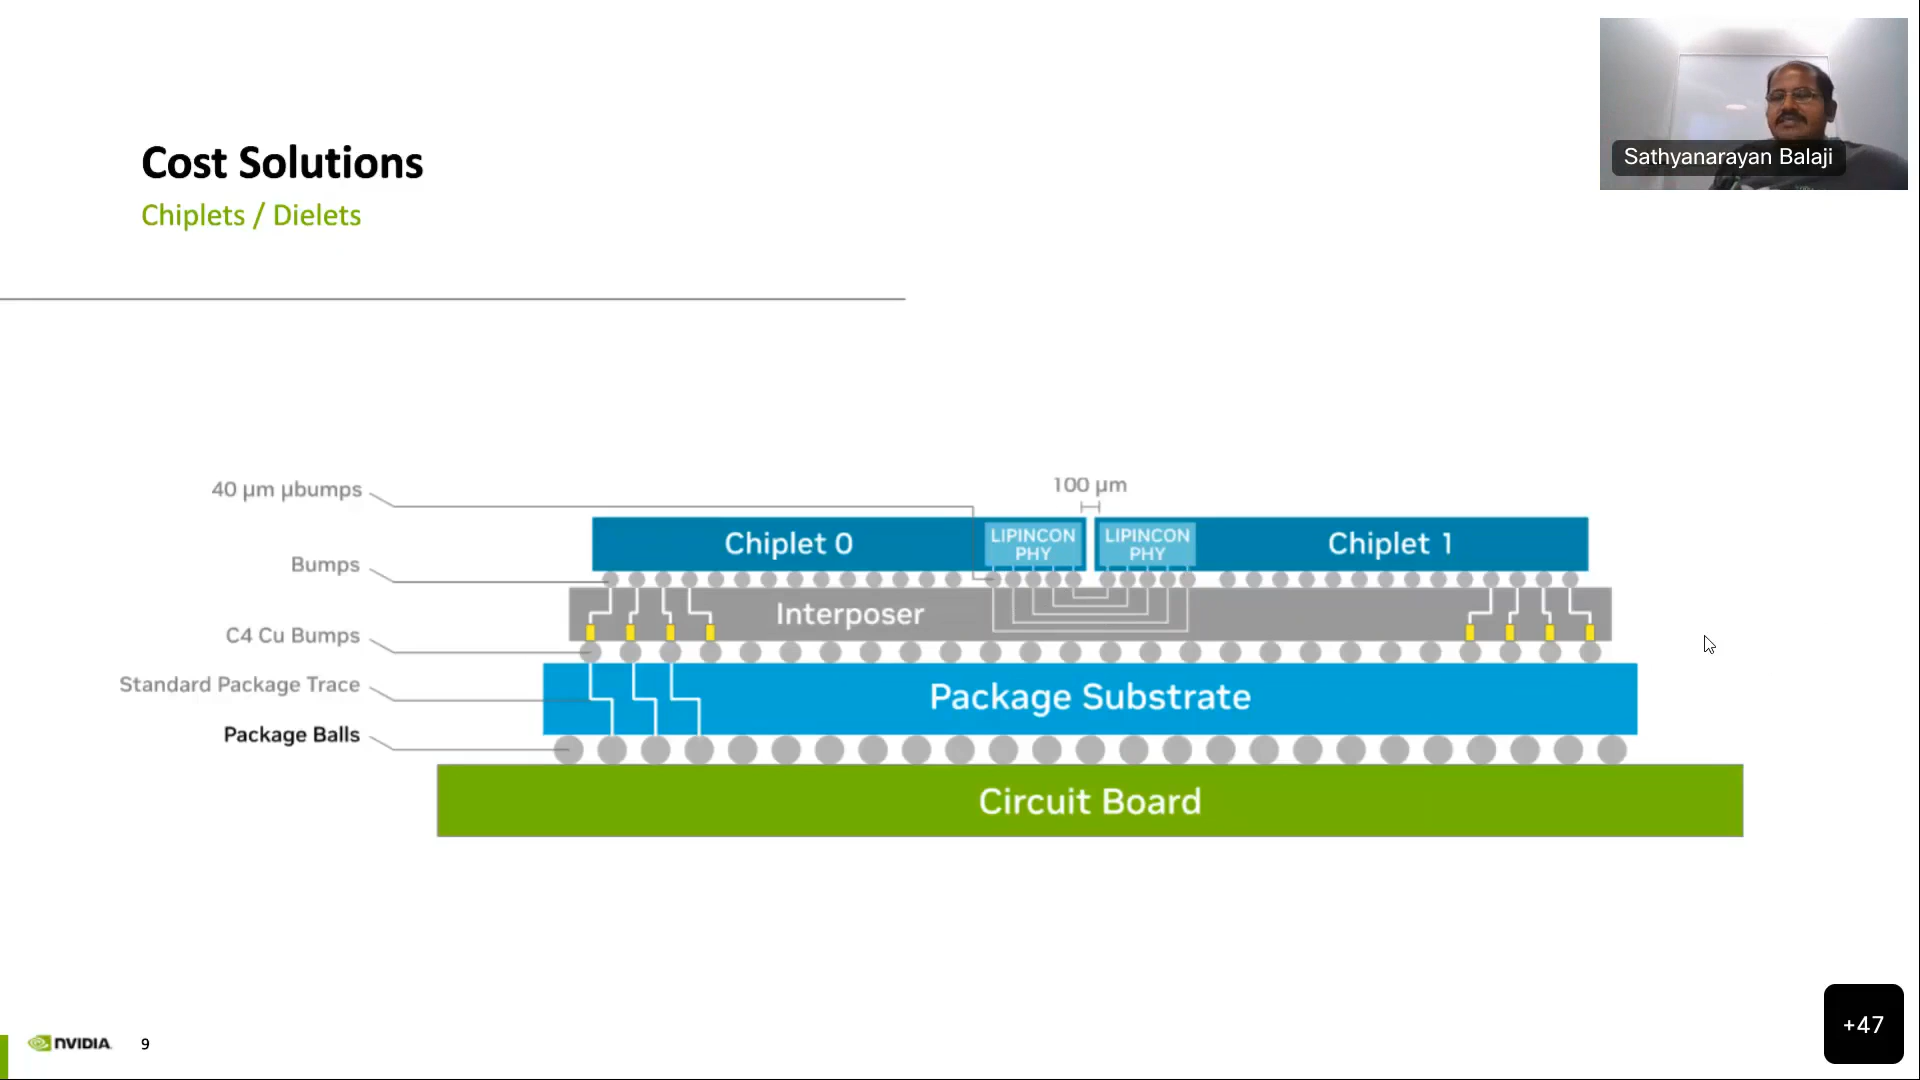 Cost Solutions
Chiplets / Dielets
Sathyanarayan Balaji
40 µm µbumps
100 µm
Chiplet 0
LIPINCON
PHY
LIPINCON
PHY
Chiplet 1
Bumps
Interposer
C4 Cu Bumps
Standard Package Trace
Package Substrate
Package Balls
Circuit Board
NVIDIA
9
+47